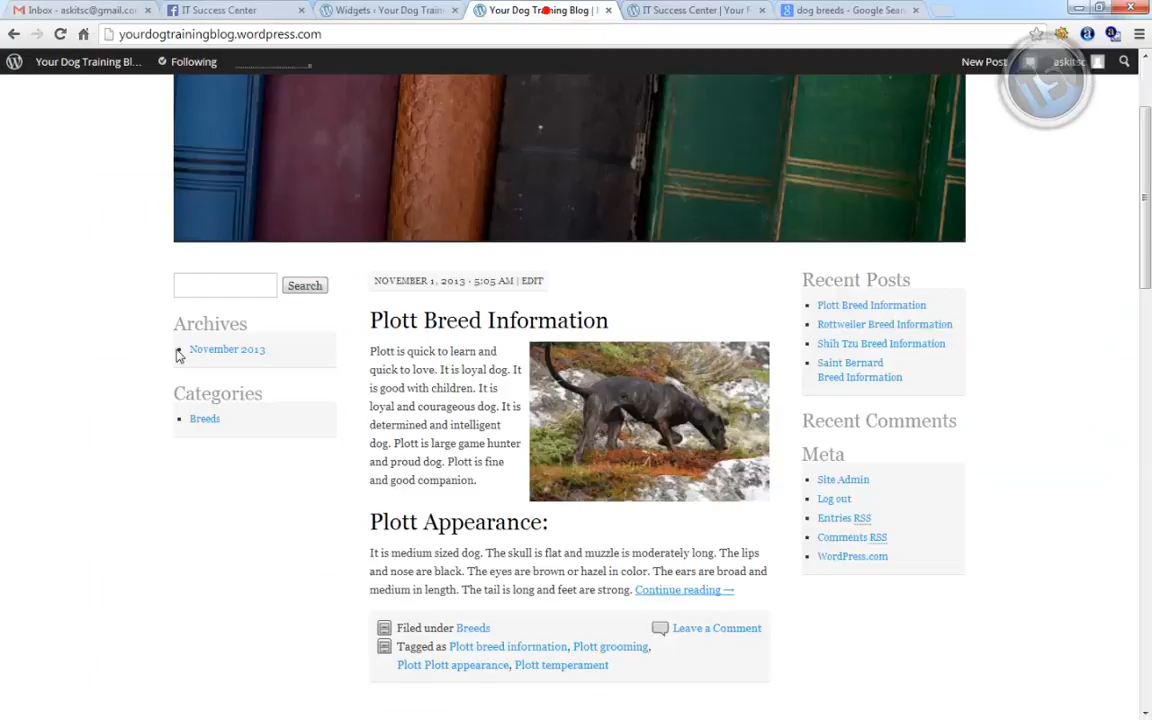 Inbox - askitsc@gmail.co
IT Success Center
Widgets ‹ Your Dog Traini
Your Dog Training Blog |
IT Success Center | Your F
dog breeds - Google Sear
yourdogtrainingblog.wordpress.com
Your Dog Training Bl...
Following
New Post
askitsc
Search
Archives
November 2013
Categories
Breeds
NOVEMBER 1, 2013 · 5:05 AM | EDIT
Plott Breed Information
Plott is quick to learn and
quick to love. It is loyal dog. It
is good with children. It is
loyal and courageous dog. It is
determined and intelligent
dog. Plott is large game hunter
and proud dog. Plott is fine
and good companion.
Plott Appearance:
It is medium sized dog. The skull is flat and muzzle is moderately long. The lips
and nose are black. The eyes are brown or hazel in color. The ears are broad and
medium in length. The tail is long and feet are strong. Continue reading →
Filed under Breeds
Leave a Comment
Tagged as Plott breed information, Plott grooming,
Plott Plott appearance, Plott temperament
Recent Posts
Plott Breed Information
Rottweiler Breed Information
Shih Tzu Breed Information
Saint Bernard
Breed Information
Recent Comments
Meta
Site Admin
Log out
Entries RSS
Comments RSS
WordPress.com